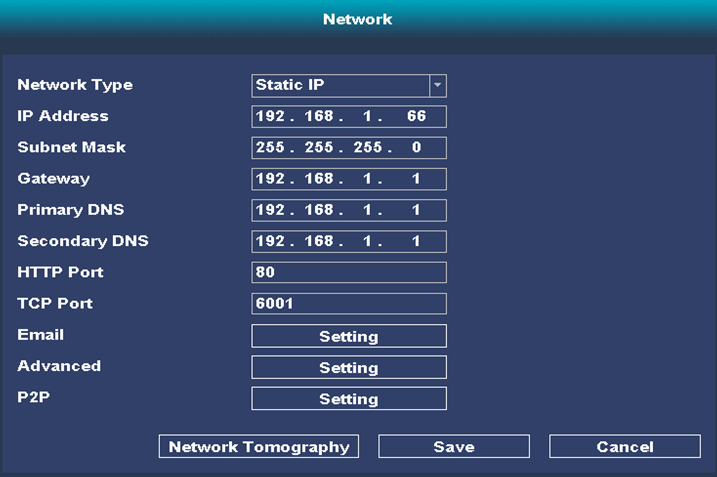 Network
Network Type Static IP
IP Address 192 . 168 . 1 . 66
Subnet Mask 255 . 255 . 255 . 0
Gateway 192 . 168 . 1 . 1
Primary DNS 192 . 168 . 1 . 1
Secondary DNS 192 . 168 . 1 . 1
HTTP Port 80
TCP Port 6001
Email Setting
Advanced Setting
P2P Setting
Network Tomography Save Cancel